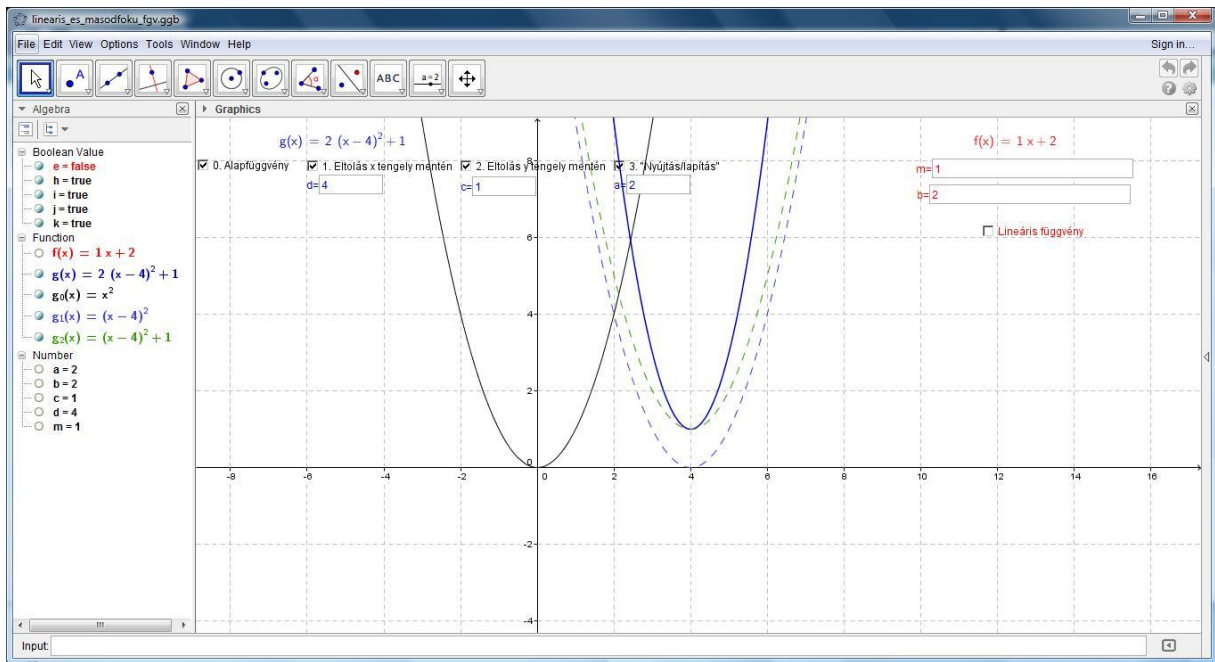 linearis_es_masodfoku_fgv.ggb
File Edit View Options Tools Window Help
Sign in...
A
α
ABC
a=2
Algebra
Graphics
Boolean Value
e = false
h = true
i = true
j = true
k = true
Function
f(x) = 1 x + 2
g(x) = 2 (x − 4)² + 1
g₀(x) = x²
g₁(x) = (x − 4)²
g₂(x) = (x − 4)² + 1
Number
a = 2
b = 2
c = 1
d = 4
m = 1
g(x) = 2 (x − 4)² + 1
0. Alapfüggvény
1. Eltolás x tengely mentén
2. Eltolás y tengely mentén
3. "Nyújtás/lapítás"
d= 4
c= 1
a= 2
f(x) = 1 x + 2
m= 1
b= 2
Lineáris függvény
8
6
4
2
0
-2
-4
-8 -6 -4 -2 0 2 4 6 8 10 12 14 16
Input: